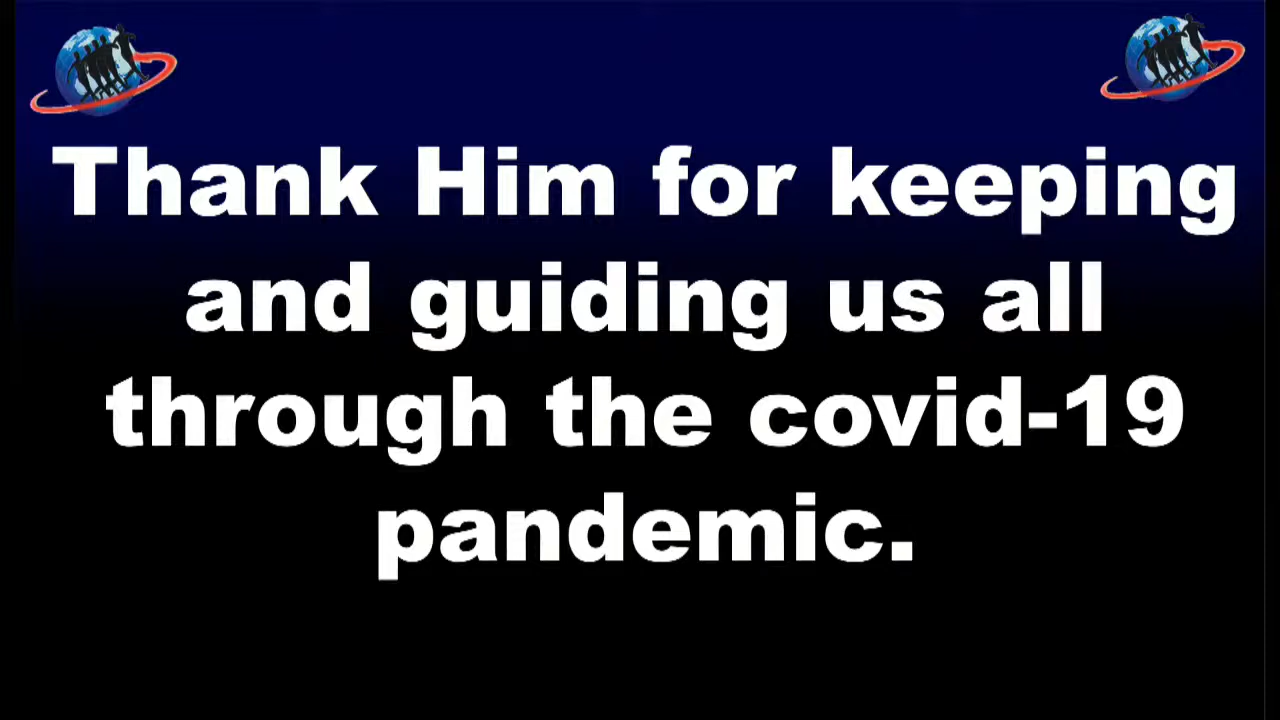 Thank Him for keeping
and guiding us all
through the covid-19
pandemic.